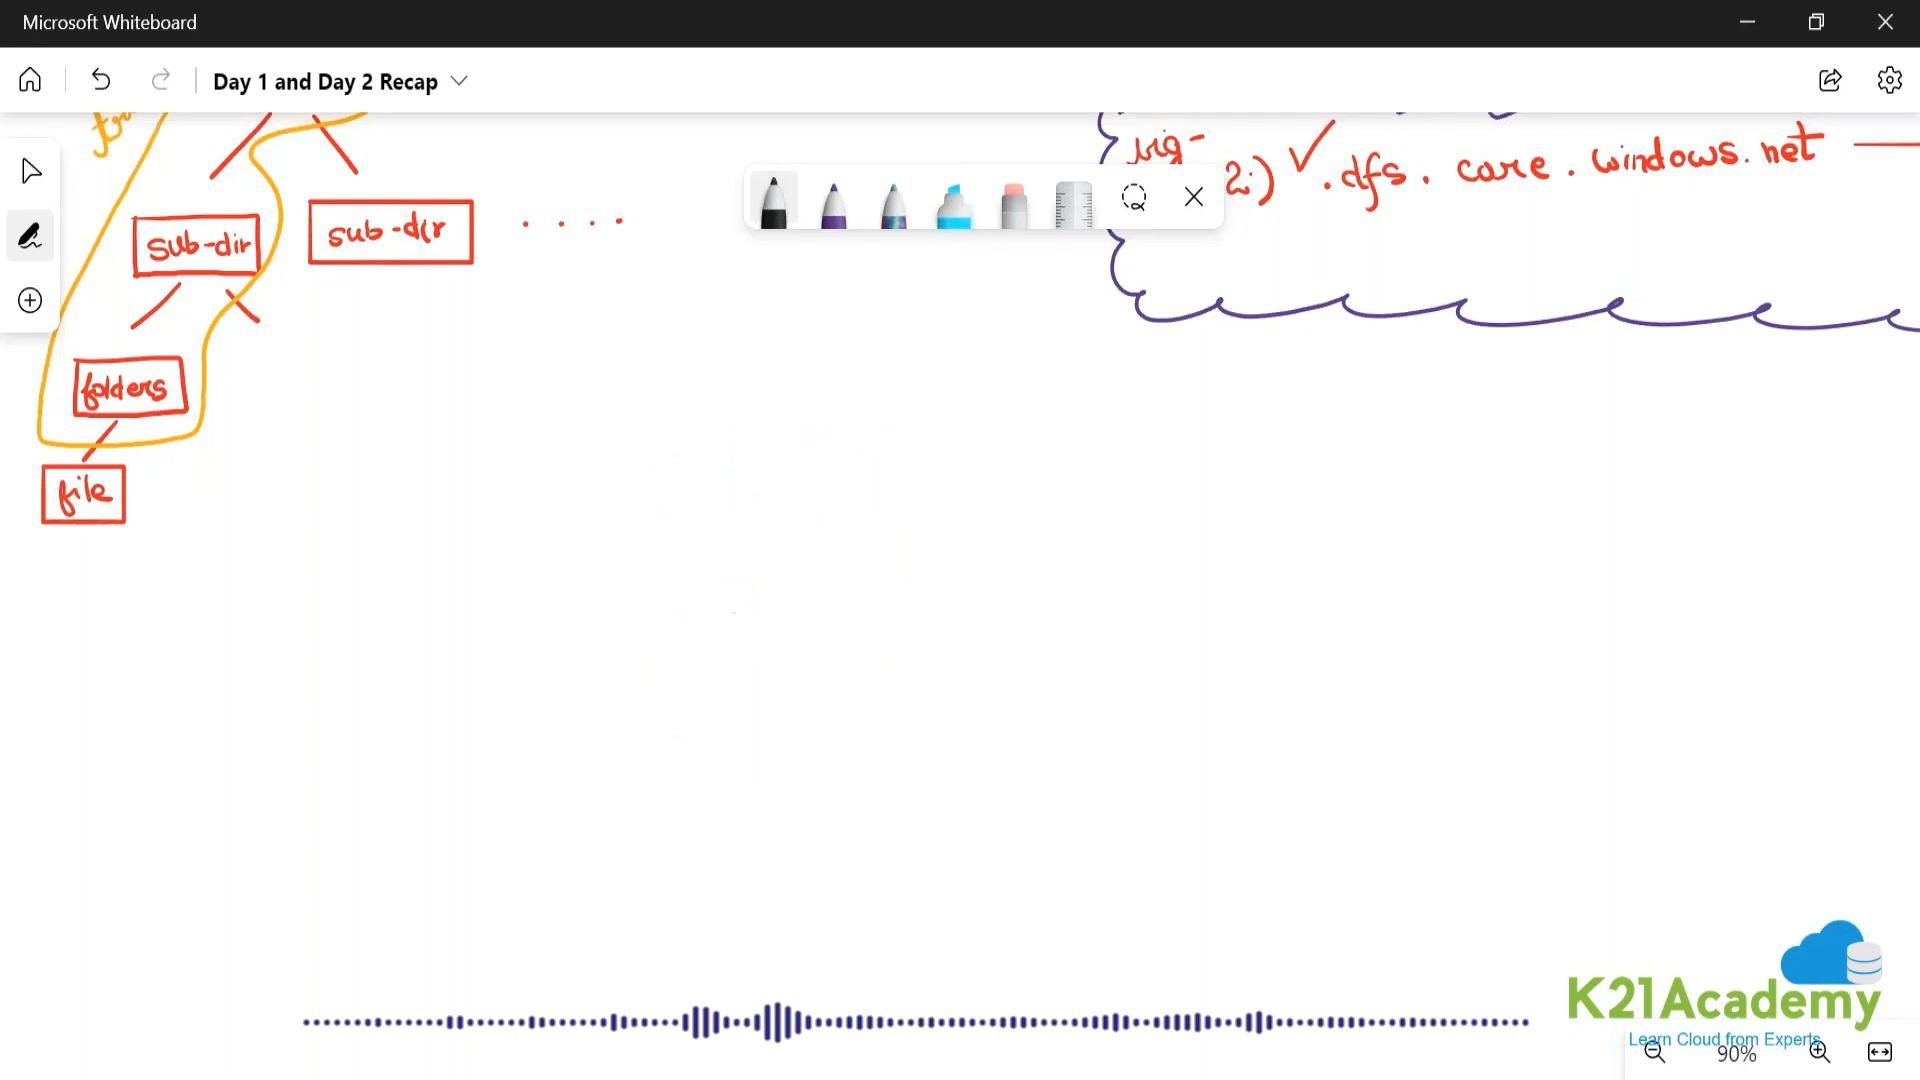 Microsoft Whiteboard
Day 1 and Day 2 Recap
2.) .dfs. core. windows. net
sub-dir
sub-dir
. . . .
folders
file
K21Academy
Learn Cloud from Experts
90%